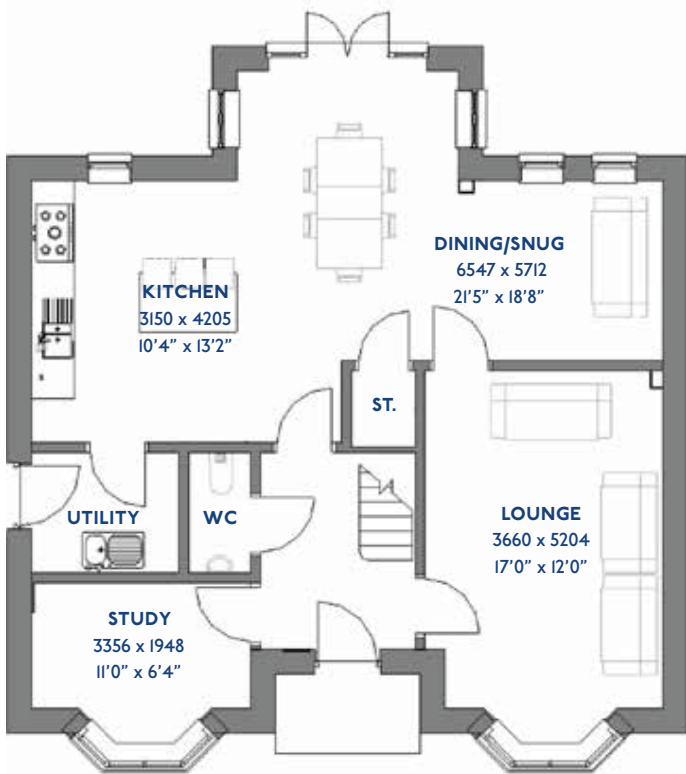 DINING/SNUG
6547 x 5712
21'5" x 18'8"
KITCHEN
3150 x 4205
10'4" x 13'2"
ST.
LOUNGE
3660 x 5204
17'0" x 12'0"
UTILITY
WC
STUDY
3356 x 1948
11'0" x 6'4"